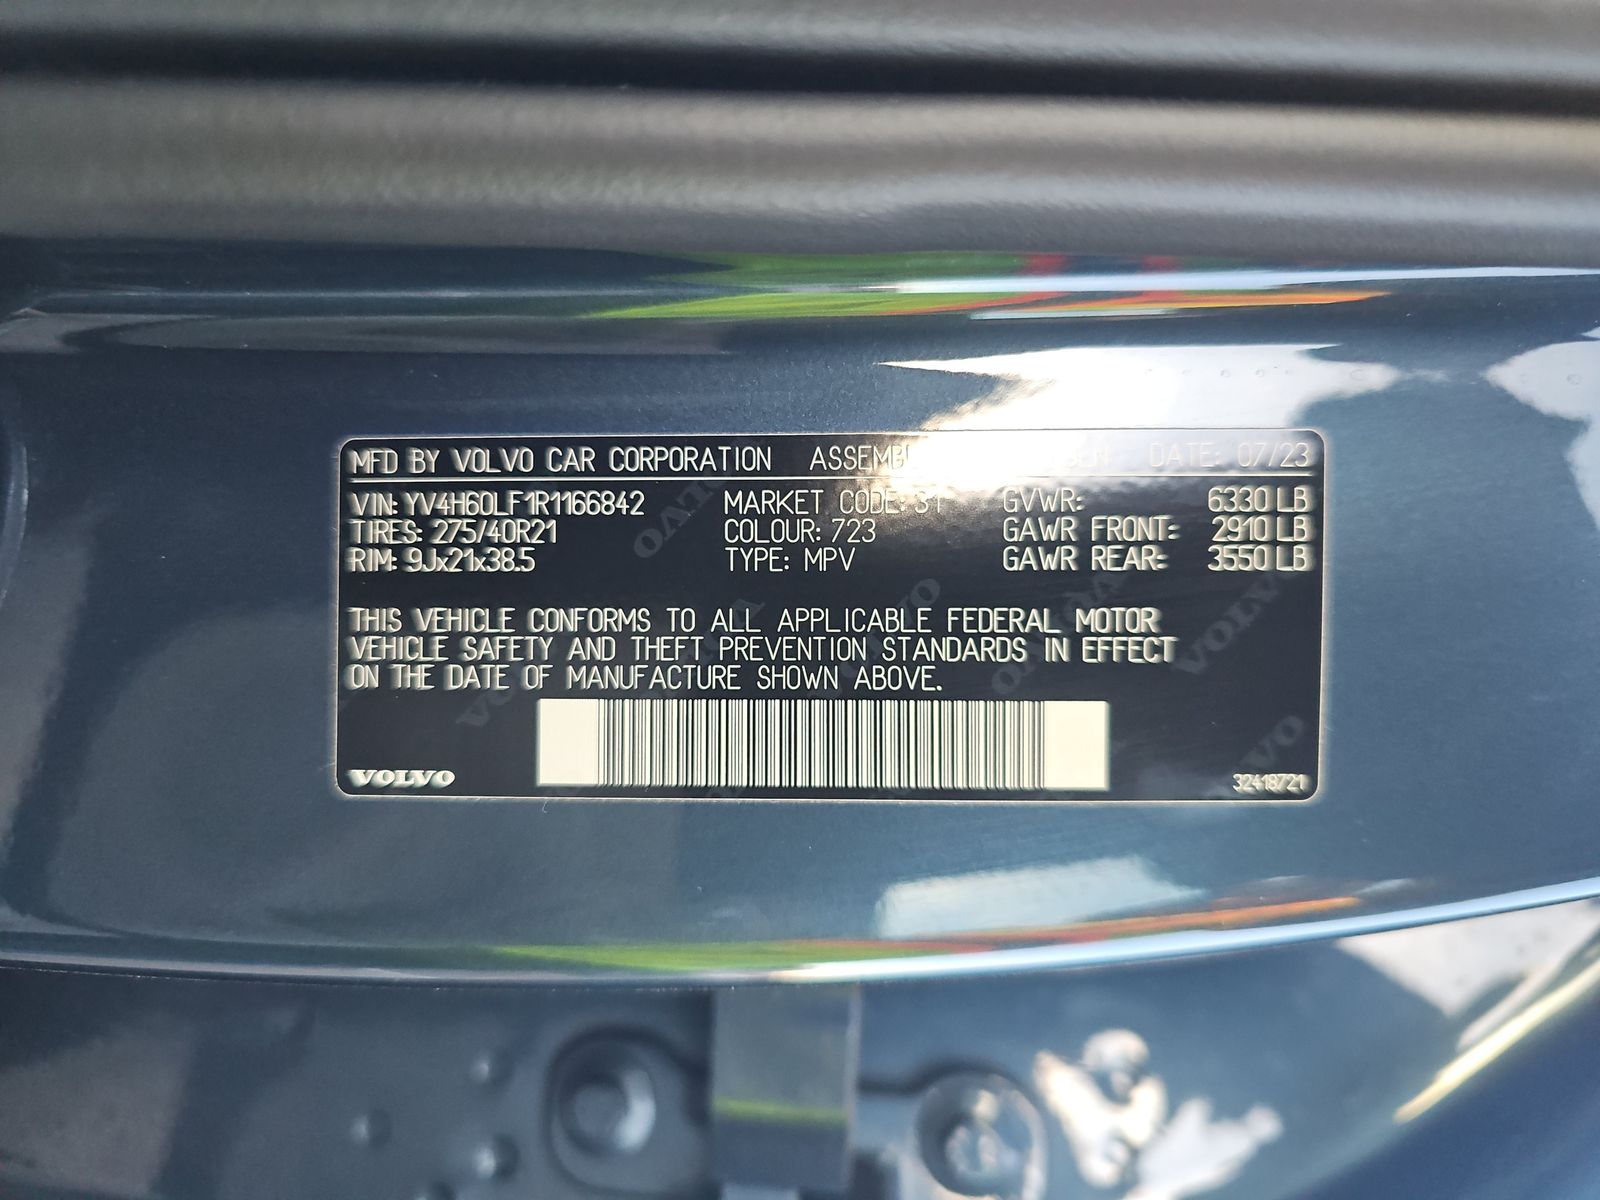 MFD BY VOLVO CAR CORPORATION DATE: 07/23
VIN: YV4H60LF1R1166842 MARKET CODE: 31 GVWR: 6330 LB
TIRES: 275/40R21 COLOUR: 723 GAWR FRONT: 2910 LB
RIM: 9Jx21x38.5 TYPE: MPV GAWR REAR: 3550 LB
THIS VEHICLE CONFORMS TO ALL APPLICABLE FEDERAL MOTOR
VEHICLE SAFETY AND THEFT PREVENTION STANDARDS IN EFFECT
ON THE DATE OF MANUFACTURE SHOWN ABOVE.
VOLVO 32418721